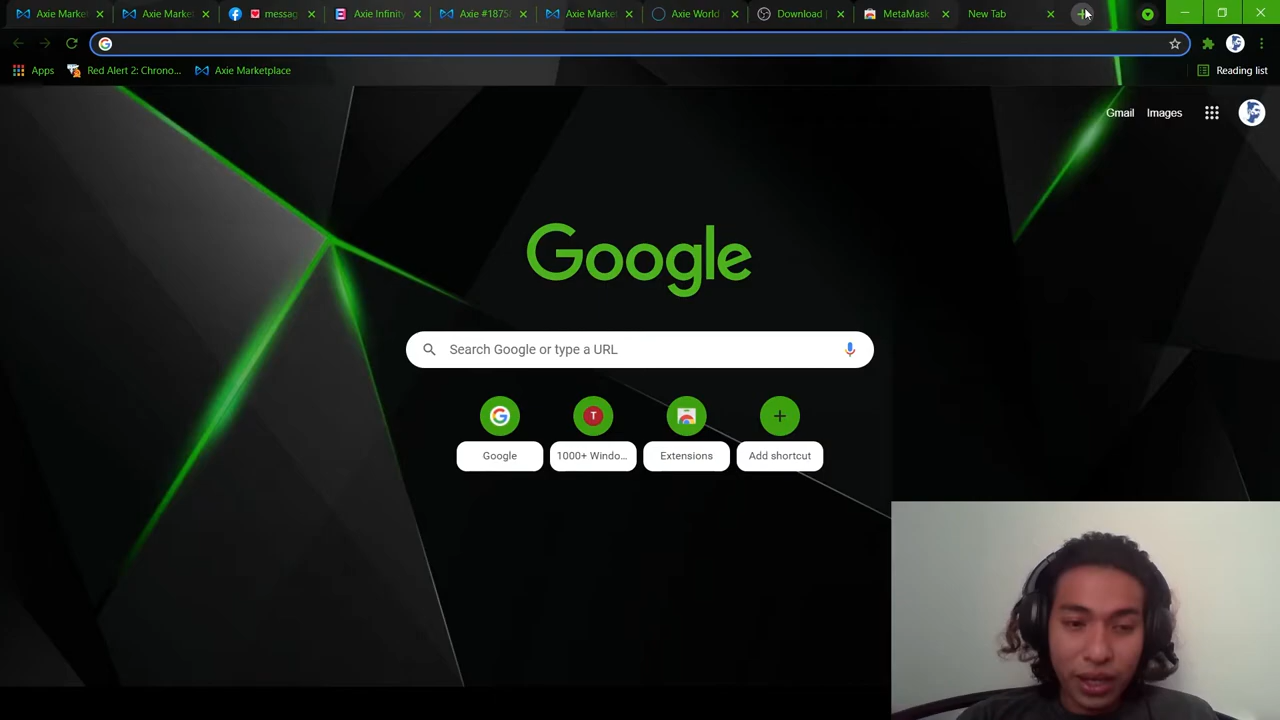 Axie Market
Axie Market
messag
Axie Infinity
Axie #1875
Axie Market
Axie World
Download |
MetaMask
New Tab
Apps
Red Alert 2: Chrono...
Axie Marketplace
Reading list
Gmail
Images
Google
Search Google or type a URL
T
Google
1000+ Windo...
Extensions
Add shortcut